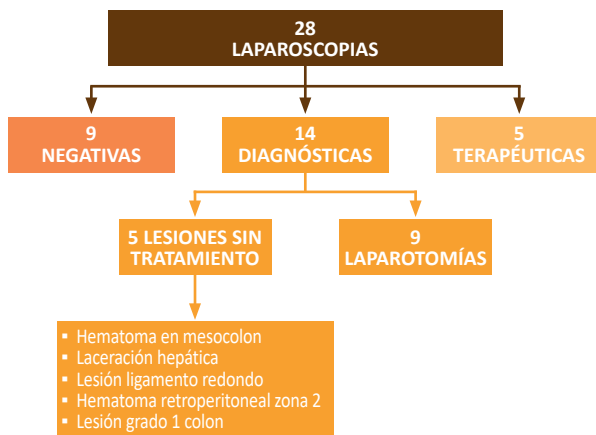 28
LAPAROSCOPIAS
9
NEGATIVAS
14
DIAGNÓSTICAS
5
TERAPÉUTICAS
5 LESIONES SIN
TRATAMIENTO
9
LAPAROTOMÍAS
▪ Hematoma en mesocolon
▪ Laceración hepática
▪ Lesión ligamento redondo
▪ Hematoma retroperitoneal zona 2
▪ Lesión grado 1 colon